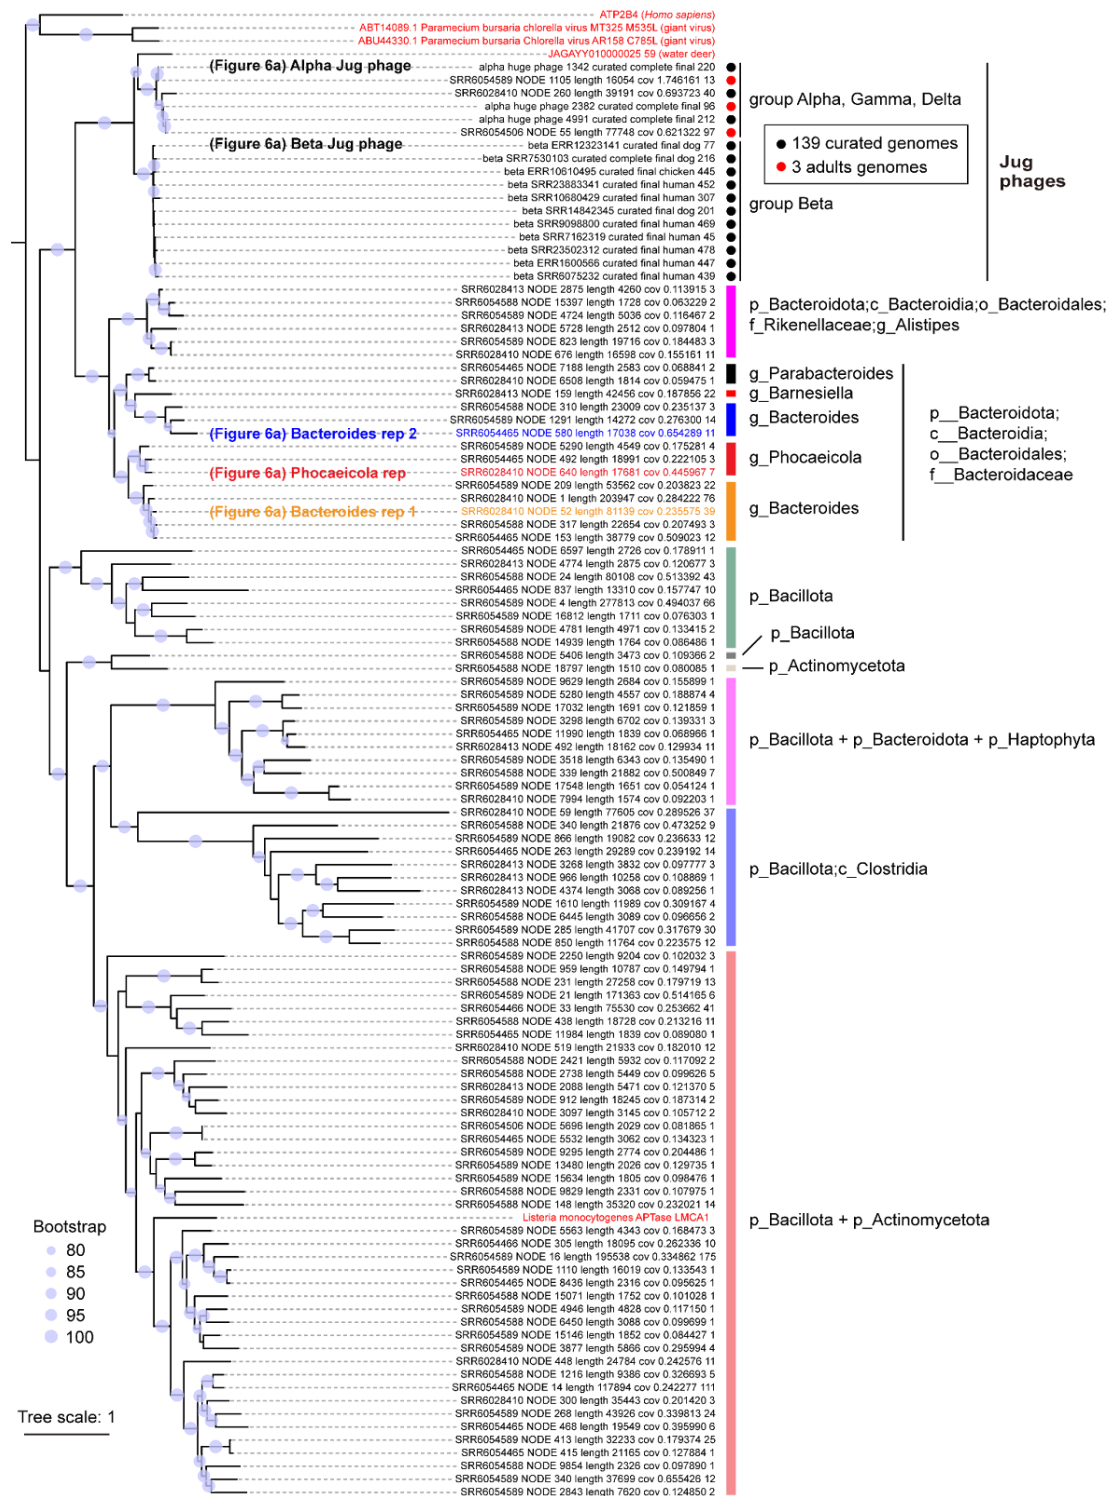 ATP2B4 (Homo sapiens)
ABT14089.1 Paramecium bursaria chlorella virus MT325 M535L (giant virus)
ABU44330.1 Paramecium bursaria Chlorella virus AR158 C785L (giant virus)
JAGAYY010000025 59 (water deer)
(Figure 6a) Alpha Jug phage
alpha huge phage 1342 curated complete final 220
SRR6054589 NODE 1105 length 16054 cov 1.746161 13
SRR6028410 NODE 260 length 39191 cov 0.693723 40
alpha huge phage 2382 curated complete final 96
alpha huge phage 4991 curated complete final 212
SRR6054506 NODE 55 length 77748 cov 0.621322 97
group Alpha, Gamma, Delta
139 curated genomes
3 adults genomes
Jug phages
(Figure 6a) Beta Jug phage
beta ERR12323141 curated final dog 77
beta SRR7530103 curated complete final dog 216
beta ERR10610495 curated final chicken 445
beta SRR23883341 curated final human 452
beta SRR10680429 curated final human 307
beta SRR14842345 curated final dog 201
beta SRR9098800 curated final human 469
beta SRR7162319 curated final human 45
beta SRR23502312 curated final human 478
beta ERR1600566 curated final human 447
beta SRR6075232 curated final human 439
group Beta
SRR6028413 NODE 2875 length 4260 cov 0.113915 3
SRR6054588 NODE 15397 length 1728 cov 0.063229 2
SRR6054589 NODE 4724 length 5036 cov 0.116467 2
SRR6028413 NODE 5728 length 2512 cov 0.097804 1
SRR6054589 NODE 823 length 19716 cov 0.184483 3
SRR6028410 NODE 676 length 16598 cov 0.155161 11
p_Bacteroidota;c_Bacteroidia;o_Bacteroidales;
f_Rikenellaceae;g_Alistipes
SRR6054465 NODE 7188 length 2583 cov 0.068841 2
SRR6028410 NODE 6508 length 1814 cov 0.059475 1
g_Parabacteroides
SRR6028413 NODE 159 length 42456 cov 0.187856 22
g_Barnesiella
SRR6054588 NODE 310 length 23009 cov 0.235137 3
SRR6054589 NODE 1291 length 14272 cov 0.276300 14
(Figure 6a) Bacteroides rep 2
SRR6054465 NODE 580 length 17038 cov 0.654289 11
g_Bacteroides
SRR6054589 NODE 5290 length 4549 cov 0.175281 4
SRR6054465 NODE 492 length 18991 cov 0.222105 3
(Figure 6a) Phocaeicola rep
SRR6028410 NODE 640 length 17681 cov 0.445967 7
g_Phocaeicola
SRR6054589 NODE 209 length 53562 cov 0.203823 22
SRR6028410 NODE 1 length 203947 cov 0.284222 76
(Figure 6a) Bacteroides rep 1
SRR6028410 NODE 52 length 81139 cov 0.235575 39
SRR6054588 NODE 317 length 22654 cov 0.207493 3
SRR6054465 NODE 153 length 38779 cov 0.509023 12
g_Bacteroides
p__Bacteroidota;
c__Bacteroidia;
o__Bacteroidales;
f__Bacteroidaceae
SRR6054465 NODE 6597 length 2726 cov 0.178911 1
SRR6028413 NODE 4774 length 2875 cov 0.120677 3
SRR6054588 NODE 24 length 80108 cov 0.513392 43
SRR6054465 NODE 837 length 13310 cov 0.157747 10
SRR6054589 NODE 4 length 277813 cov 0.494037 66
SRR6054589 NODE 16812 length 1711 cov 0.076303 1
SRR6054589 NODE 4781 length 4971 cov 0.133415 2
SRR6054588 NODE 14939 length 1764 cov 0.086486 1
p_Bacillota
SRR6054588 NODE 5406 length 3473 cov 0.109366 2
p_Bacillota
SRR6054588 NODE 18797 length 1510 cov 0.080085 1
p_Actinomycetota
SRR6054589 NODE 9629 length 2684 cov 0.155899 1
SRR6054589 NODE 5280 length 4557 cov 0.188874 4
SRR6054589 NODE 17032 length 1691 cov 0.121859 1
SRR6054589 NODE 3298 length 6702 cov 0.139331 3
SRR6054465 NODE 11990 length 1839 cov 0.068966 1
SRR6028413 NODE 492 length 18162 cov 0.129934 11
SRR6054589 NODE 3518 length 6343 cov 0.135490 1
SRR6054588 NODE 339 length 21882 cov 0.500849 7
SRR6054589 NODE 17548 length 1651 cov 0.054124 1
SRR6028410 NODE 7994 length 1574 cov 0.092203 1
p_Bacillota + p_Bacteroidota + p_Haptophyta
SRR6028410 NODE 59 length 77605 cov 0.289526 37
SRR6054588 NODE 340 length 21876 cov 0.473252 9
SRR6054589 NODE 866 length 19082 cov 0.236633 12
SRR6054465 NODE 263 length 29289 cov 0.239192 14
SRR6028413 NODE 3268 length 3832 cov 0.097777 3
SRR6028413 NODE 966 length 10258 cov 0.108869 1
SRR6028413 NODE 4374 length 3068 cov 0.089256 1
SRR6054589 NODE 1610 length 11989 cov 0.309167 4
SRR6054588 NODE 6445 length 3089 cov 0.096656 2
SRR6054589 NODE 285 length 41707 cov 0.317679 30
SRR6054588 NODE 850 length 11764 cov 0.223575 12
p_Bacillota;c_Clostridia
SRR6054589 NODE 2250 length 9204 cov 0.102032 3
SRR6054588 NODE 959 length 10787 cov 0.149794 1
SRR6054588 NODE 231 length 27258 cov 0.179719 13
SRR6054589 NODE 21 length 171363 cov 0.514165 6
SRR6054466 NODE 33 length 75530 cov 0.253662 41
SRR6054588 NODE 438 length 18728 cov 0.213216 11
SRR6054465 NODE 11984 length 1839 cov 0.089080 1
SRR6028410 NODE 519 length 21933 cov 0.182010 12
SRR6054588 NODE 2421 length 5932 cov 0.117092 2
SRR6054588 NODE 2738 length 5449 cov 0.099626 5
SRR6028413 NODE 2088 length 5471 cov 0.121370 5
SRR6054589 NODE 912 length 18245 cov 0.187314 2
SRR6028410 NODE 3097 length 3145 cov 0.105712 2
SRR6054506 NODE 5696 length 2029 cov 0.081865 1
SRR6054465 NODE 5532 length 3062 cov 0.134323 1
SRR6054589 NODE 9295 length 2774 cov 0.204486 1
SRR6054589 NODE 13480 length 2026 cov 0.129735 1
SRR6054589 NODE 15634 length 1805 cov 0.098476 1
SRR6054588 NODE 9829 length 2331 cov 0.107975 1
SRR6054588 NODE 148 length 35320 cov 0.232021 14
Listeria monocytogenes APTase LMCA1
p_Bacillota + p_Actinomycetota
SRR6054589 NODE 5563 length 4343 cov 0.168473 3
SRR6054466 NODE 305 length 18095 cov 0.262336 10
SRR6054589 NODE 16 length 195538 cov 0.334862 175
SRR6054589 NODE 1110 length 16019 cov 0.133543 1
SRR6054465 NODE 8436 length 2316 cov 0.095625 1
SRR6054588 NODE 15071 length 1752 cov 0.101028 1
SRR6054589 NODE 4946 length 4828 cov 0.117150 1
SRR6054588 NODE 6450 length 3088 cov 0.099699 1
SRR6054589 NODE 15146 length 1852 cov 0.084427 1
SRR6054589 NODE 3877 length 5866 cov 0.295994 4
SRR6028410 NODE 448 length 24784 cov 0.242576 11
SRR6054588 NODE 1216 length 9386 cov 0.326693 5
SRR6054465 NODE 14 length 117894 cov 0.242277 111
SRR6028410 NODE 300 length 35443 cov 0.201420 3
SRR6054589 NODE 268 length 43926 cov 0.339813 24
SRR6054465 NODE 468 length 19549 cov 0.395990 6
SRR6054589 NODE 413 length 32233 cov 0.179374 25
SRR6054465 NODE 415 length 21165 cov 0.127884 1
SRR6054588 NODE 9854 length 2326 cov 0.097890 1
SRR6054589 NODE 340 length 37699 cov 0.655426 12
SRR6054589 NODE 2843 length 7620 cov 0.124850 2
Bootstrap
80
85
90
95
100
Tree scale: 1